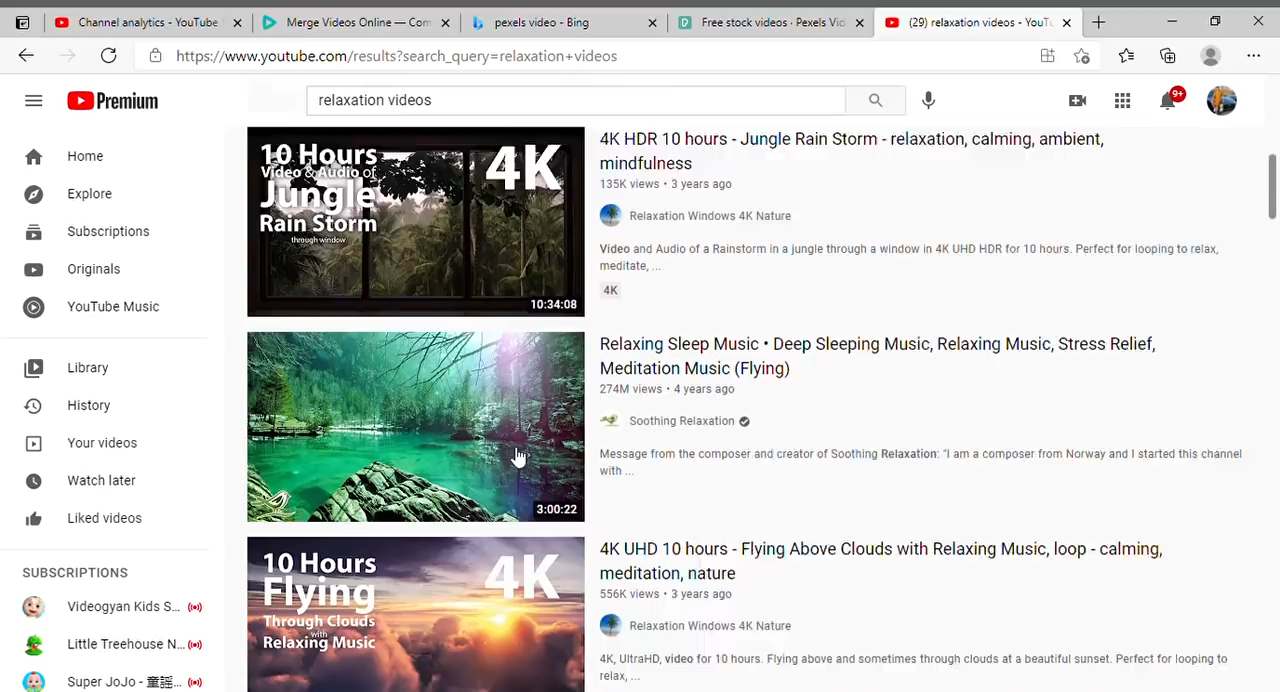 Channel analytics - YouTube
Merge Videos Online — Com
pexels video - Bing
Free stock videos · Pexels Vid
(29) relaxation videos - YouTu
https://www.youtube.com/results?search_query=relaxation+videos
Premium
relaxation videos
9+
Home
Explore
Subscriptions
Originals
YouTube Music
Library
History
Your videos
Watch later
Liked videos
SUBSCRIPTIONS
Videogyan Kids S...
Little Treehouse N...
Super JoJo - 童謡...
10 Hours
Video & Audio of
Jungle
Rain Storm
through window
4K
10:34:08
4K HDR 10 hours - Jungle Rain Storm - relaxation, calming, ambient,
mindfulness
135K views • 3 years ago
Relaxation Windows 4K Nature
Video and Audio of a Rainstorm in a jungle through a window in 4K UHD HDR for 10 hours. Perfect for looping to relax,
meditate, ...
4K
3:00:22
Relaxing Sleep Music • Deep Sleeping Music, Relaxing Music, Stress Relief,
Meditation Music (Flying)
274M views • 4 years ago
Soothing Relaxation
Message from the composer and creator of Soothing Relaxation: "I am a composer from Norway and I started this channel
with ...
10 Hours
Flying
Through Clouds
with
Relaxing Music
4K
4K UHD 10 hours - Flying Above Clouds with Relaxing Music, loop - calming,
meditation, nature
556K views • 3 years ago
Relaxation Windows 4K Nature
4K, UltraHD, video for 10 hours. Flying above and sometimes through clouds at a beautiful sunset. Perfect for looping to
relax, ...